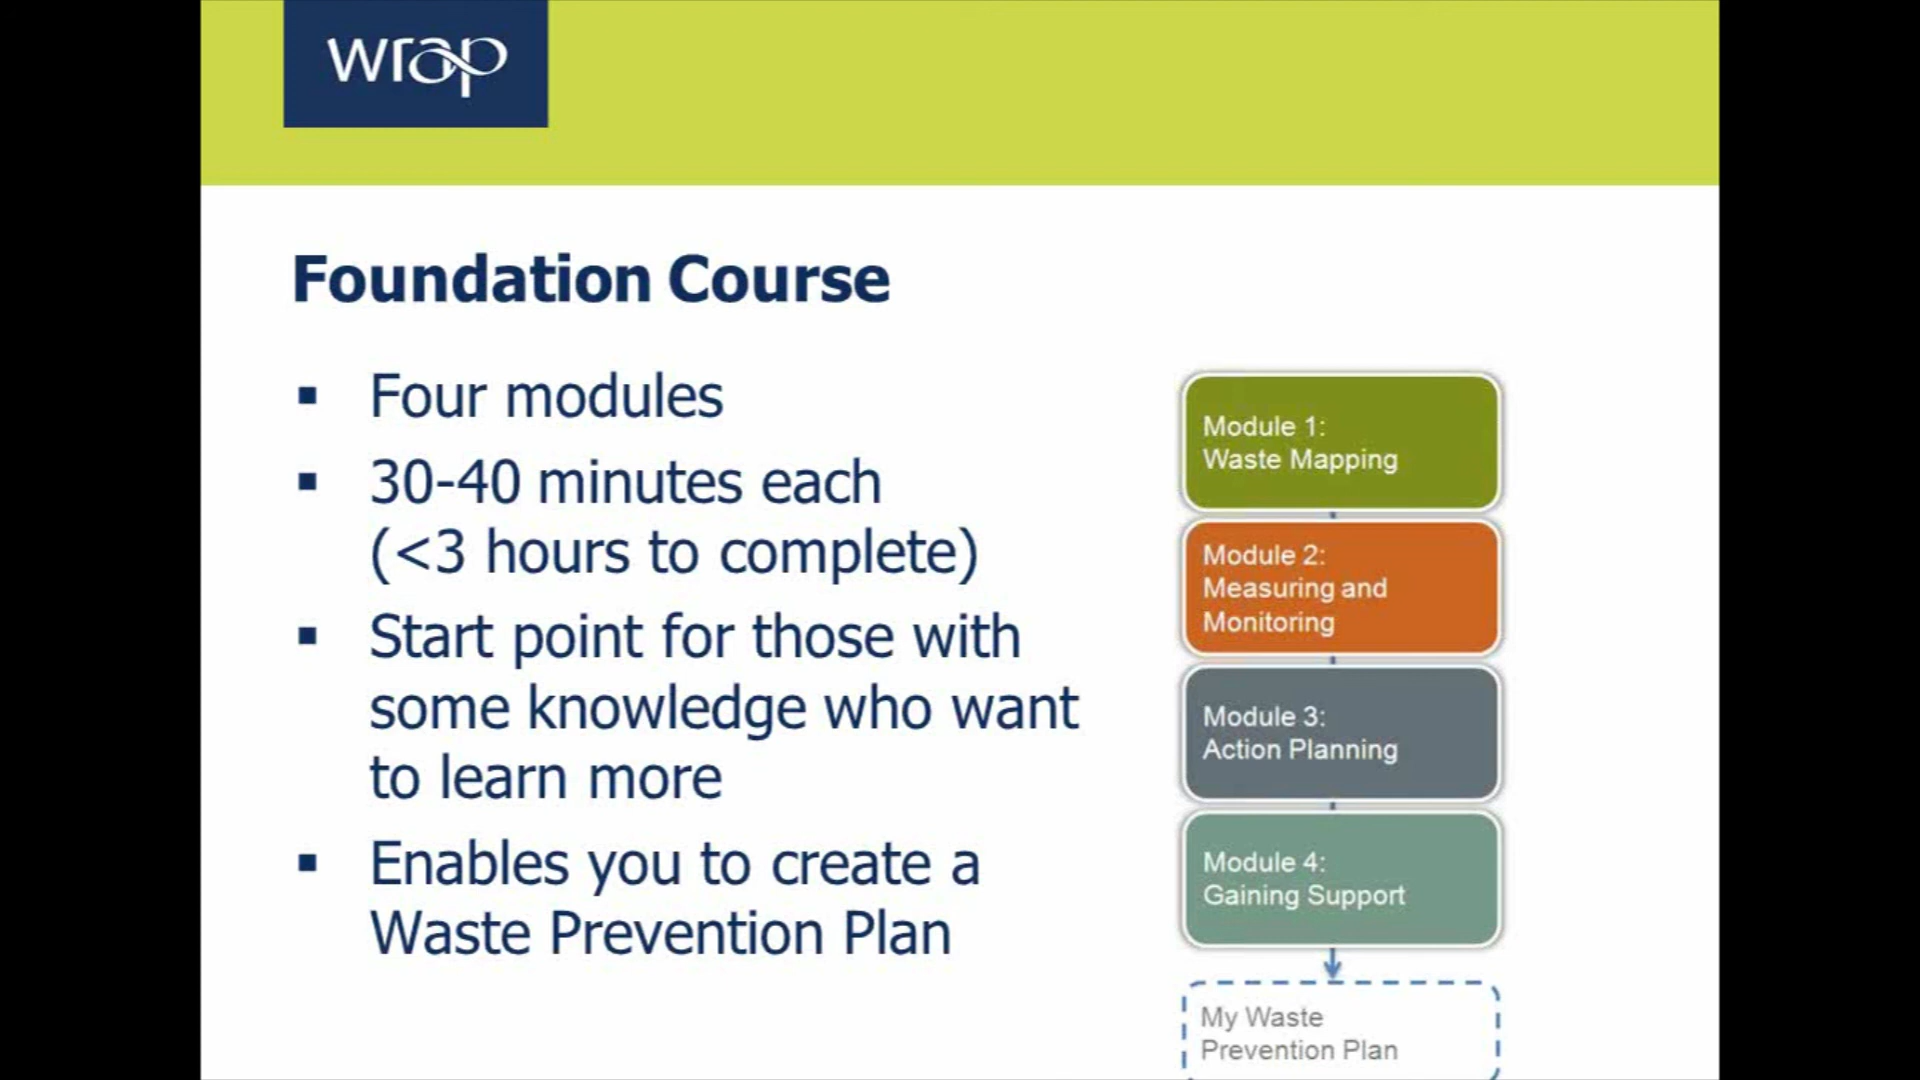 wrap
Foundation Course
▪ Four modules
▪ 30-40 minutes each
(<3 hours to complete)
▪ Start point for those with
some knowledge who want
to learn more
▪ Enables you to create a
Waste Prevention Plan
Module 1:
Waste Mapping
Module 2:
Measuring and
Monitoring
Module 3:
Action Planning
Module 4:
Gaining Support
My Waste
Prevention Plan